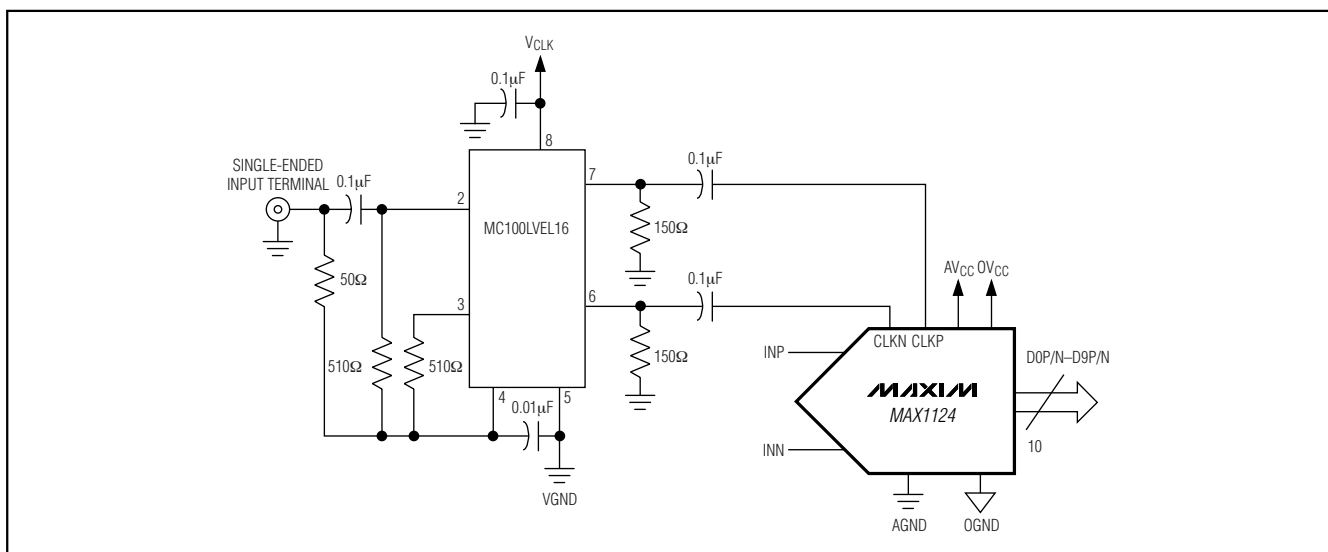 VCLK
0.1μF
8
SINGLE-ENDED
INPUT TERMINAL
0.1μF
2
7
0.1μF
MC100LVEL16
150Ω
50Ω
3
6
0.1μF
AVCC OVCC
510Ω
510Ω
150Ω
INP
CLKN CLKP
D0P/N–D9P/N
MAXIM
MAX1124
4
0.01μF
5
INN
10
VGND
AGND
OGND